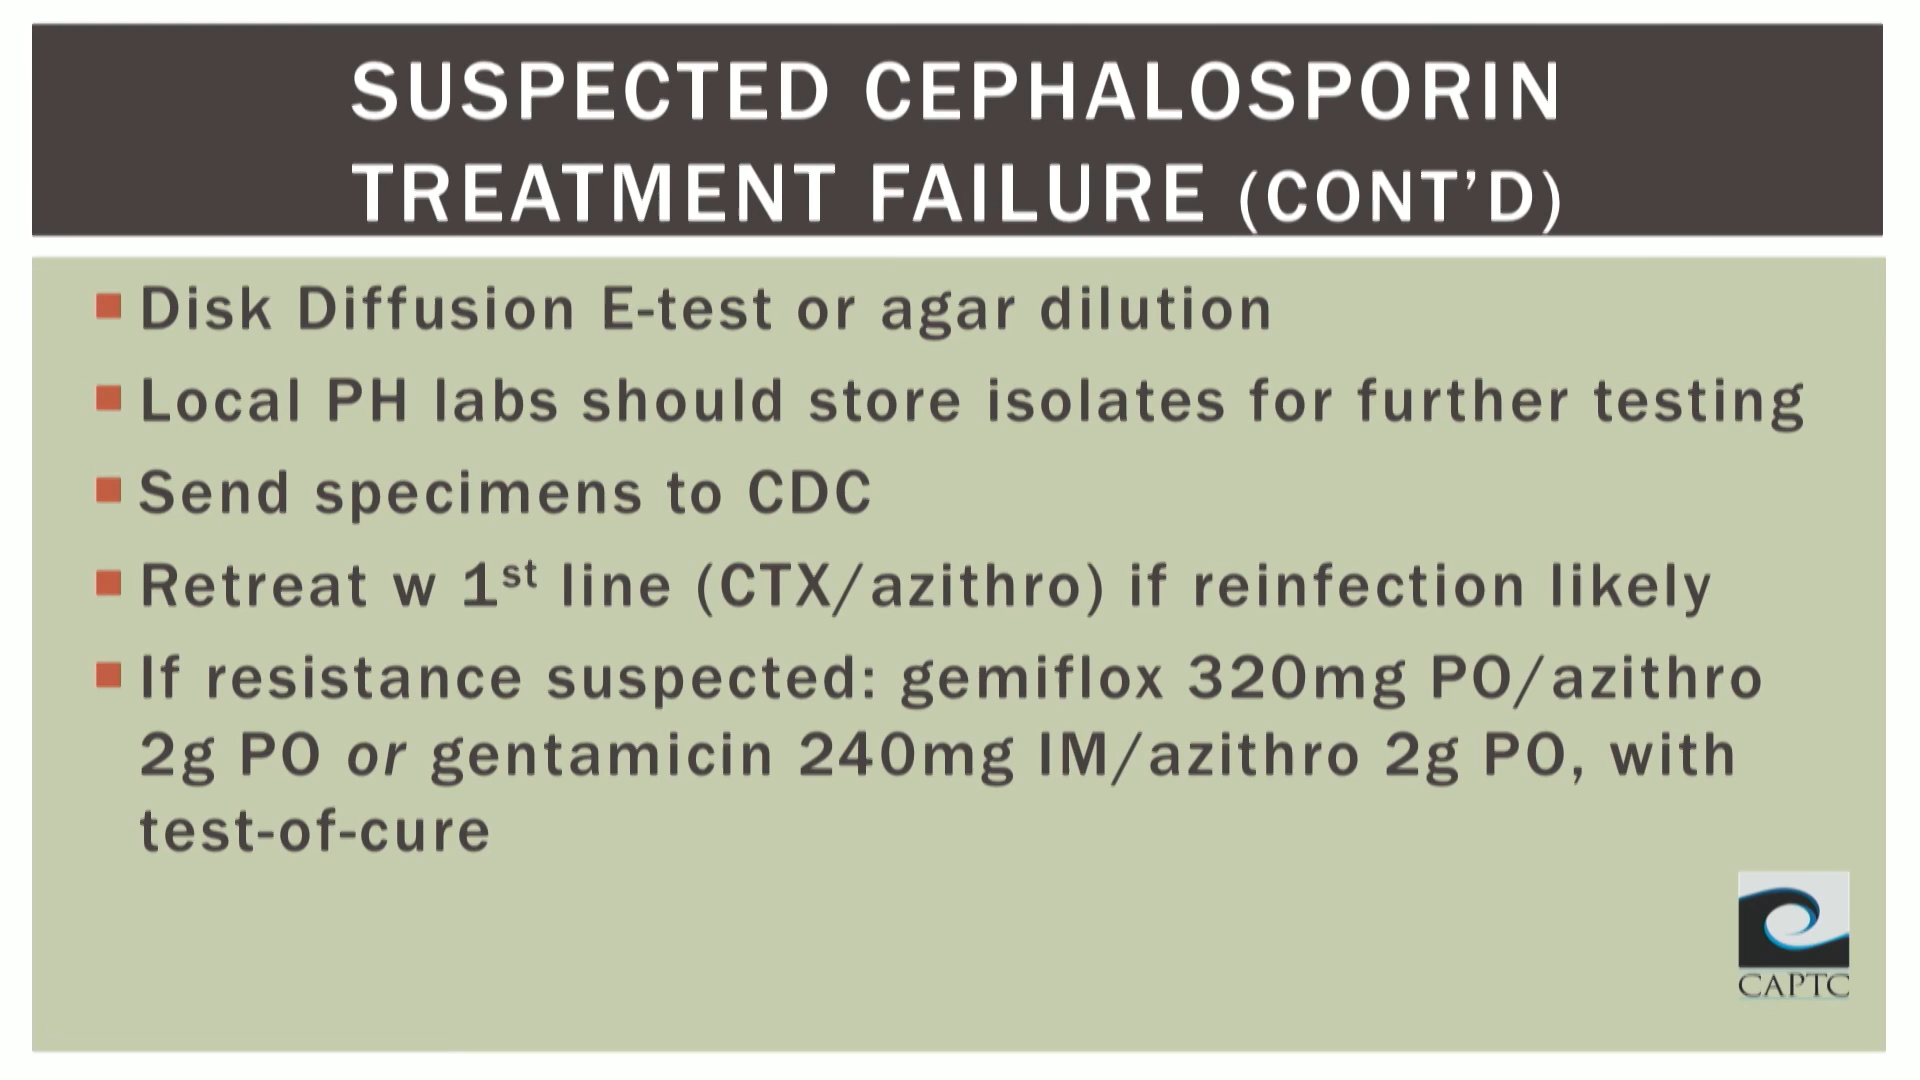 SUSPECTED CEPHALOSPORIN
TREATMENT FAILURE (CONT’D)
Disk Diffusion E-test or agar dilution
Local PH labs should store isolates for further testing
Send specimens to CDC
Retreat w 1st line (CTX/azithro) if reinfection likely
If resistance suspected: gemiflox 320mg PO/azithro
2g PO or gentamicin 240mg IM/azithro 2g PO, with
test-of-cure
CAPTC